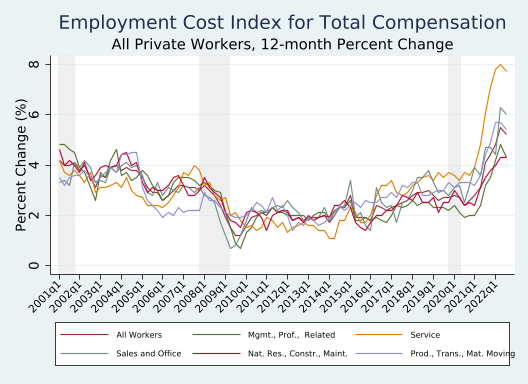 Employment Cost Index for Total Compensation
All Private Workers, 12-month Percent Change
Percent Change (%)
8
6
4
2
0
2001q1 2002q1 2003q1 2004q1 2005q1 2006q1 2007q1 2008q1 2009q1 2010q1 2011q1 2012q1 2013q1 2014q1 2015q1 2016q1 2017q1 2018q1 2019q1 2020q1 2021q1 2022q1
All Workers Mgmt., Prof., Related Service
Sales and Office Nat. Res., Constr., Maint. Prod., Trans., Mat. Moving